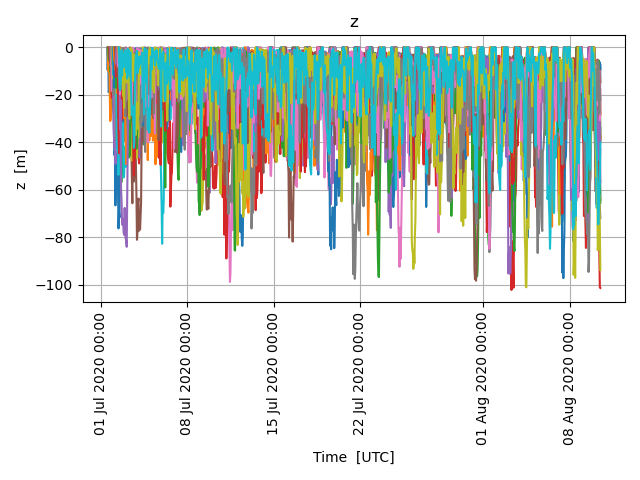 z
0
−20
−40
−60
−80
−100
z [m]
01 Jul 2020 00:00
08 Jul 2020 00:00
15 Jul 2020 00:00
22 Jul 2020 00:00
01 Aug 2020 00:00
08 Aug 2020 00:00
Time [UTC]